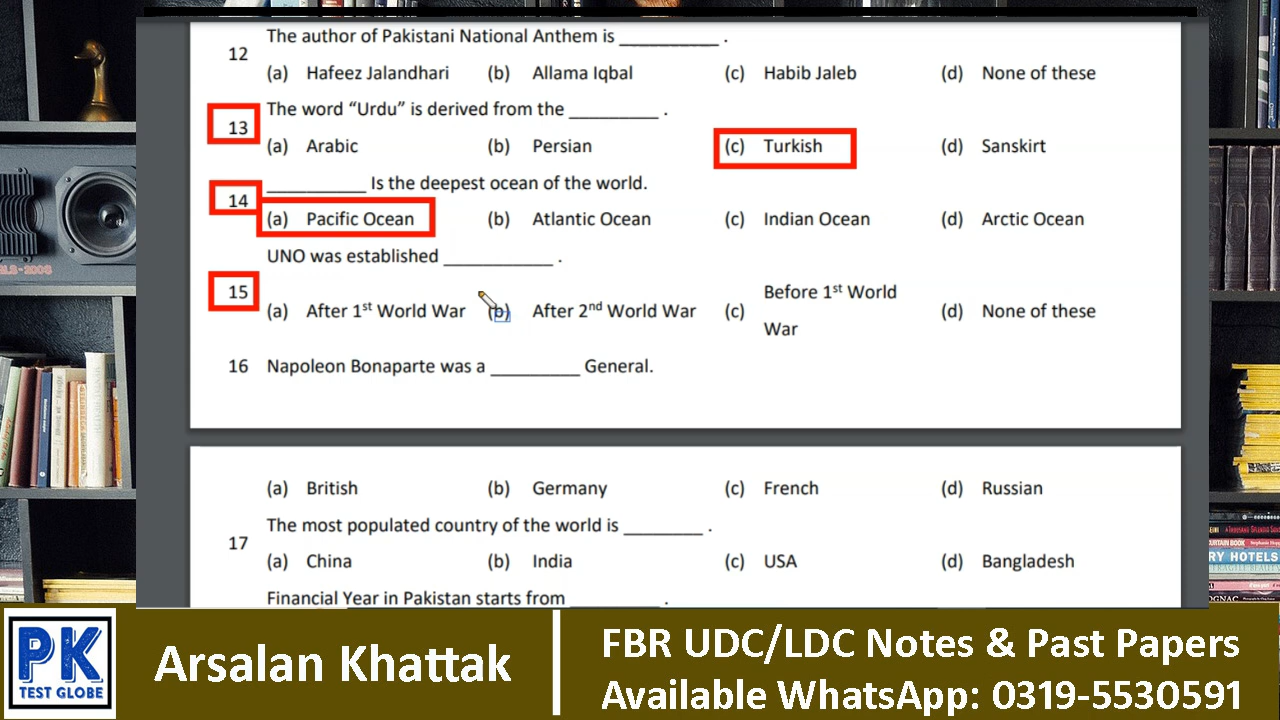 The author of Pakistani National Anthem is __________ .
12
(a) Hafeez Jalandhari (b) Allama Iqbal (c) Habib Jaleb (d) None of these
The word “Urdu” is derived from the _________ .
13
(a) Arabic (b) Persian (c) Turkish (d) Sanskirt
__________ Is the deepest ocean of the world.
14
(a) Pacific Ocean (b) Atlantic Ocean (c) Indian Ocean (d) Arctic Ocean
UNO was established ___________ .
15
(a) After 1st World War (b) After 2nd World War (c) Before 1st World War (d) None of these
16 Napoleon Bonaparte was a _________ General.
(a) British (b) Germany (c) French (d) Russian
The most populated country of the world is ________ .
17
(a) China (b) India (c) USA (d) Bangladesh
Financial Year in Pakistan starts from _________ .
PK
TEST GLOBE
Arsalan Khattak
FBR UDC/LDC Notes & Past Papers
Available WhatsApp: 0319-5530591
RY HOTELS